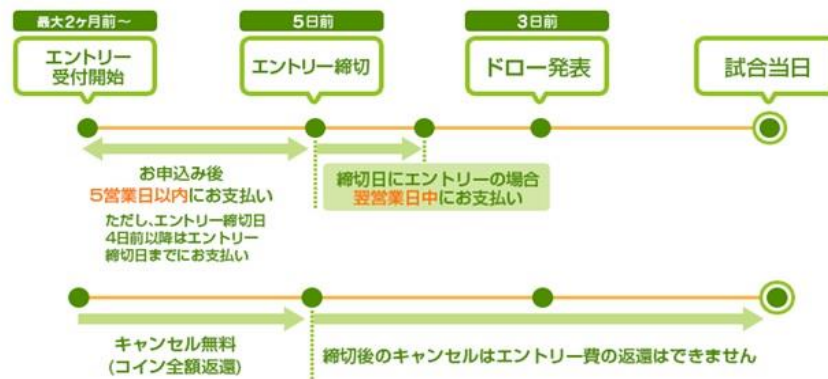 最大2ヶ月前～
5日前
3日前
エントリー
受付開始
エントリー締切
ドロー発表
試合当日
お申込み後
5営業日以内にお支払い
ただし、エントリー締切日
4日前以降はエントリー
締切日までにお支払い
締切日にエントリーの場合
翌営業日中にお支払い
キャンセル無料
(コイン全額返還)
締切後のキャンセルはエントリー費の返還はできません